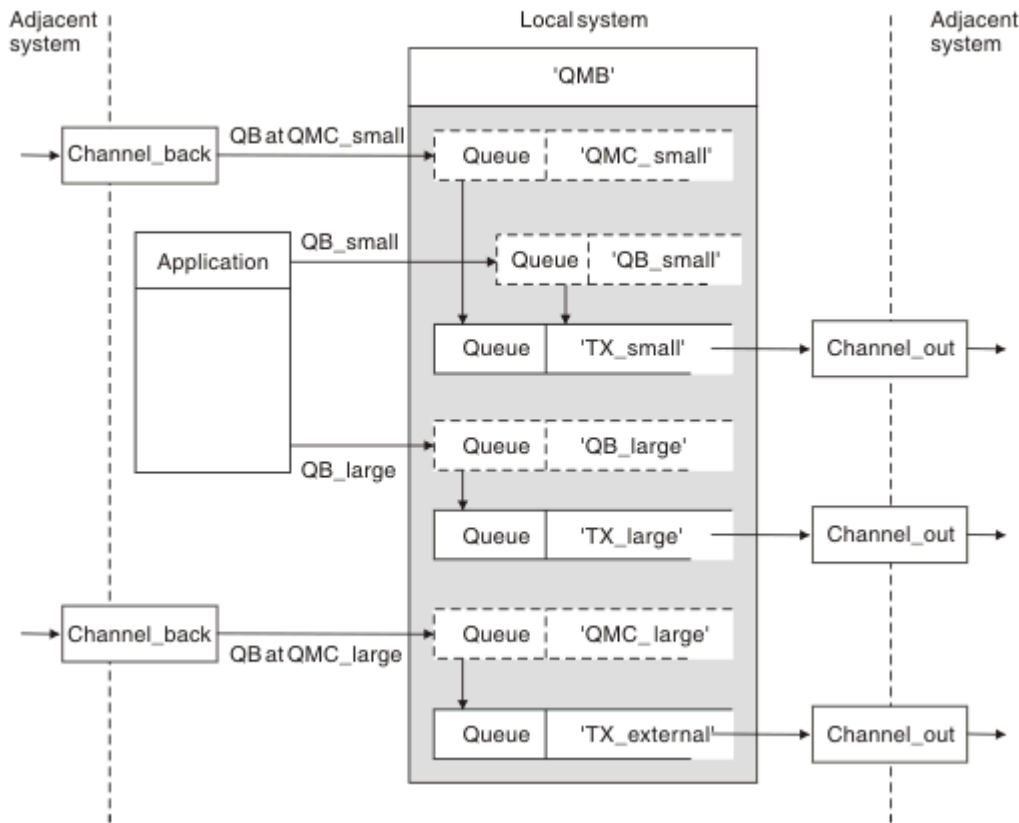 Adjacent
system
Local system
Adjacent
system
'QMB'
Channel_back
QB at QMC_small
Queue
'QMC_small'
Application
QB_small
Queue
'QB_small'
Queue
'TX_small'
Channel_out
QB_large
Queue
'QB_large'
Queue
'TX_large'
Channel_out
Channel_back
QB at QMC_large
Queue
'QMC_large'
Queue
'TX_external'
Channel_out